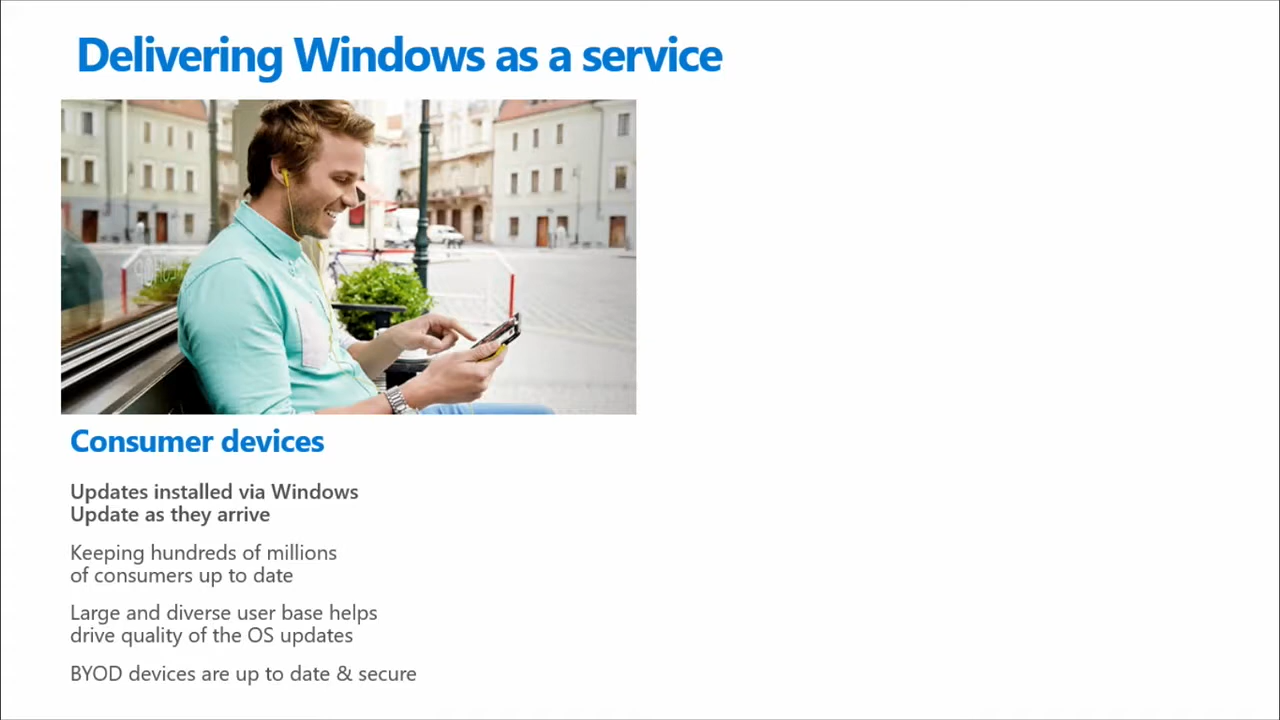 Delivering Windows as a service
Consumer devices
Updates installed via Windows
Update as they arrive
Keeping hundreds of millions
of consumers up to date
Large and diverse user base helps
drive quality of the OS updates
BYOD devices are up to date & secure